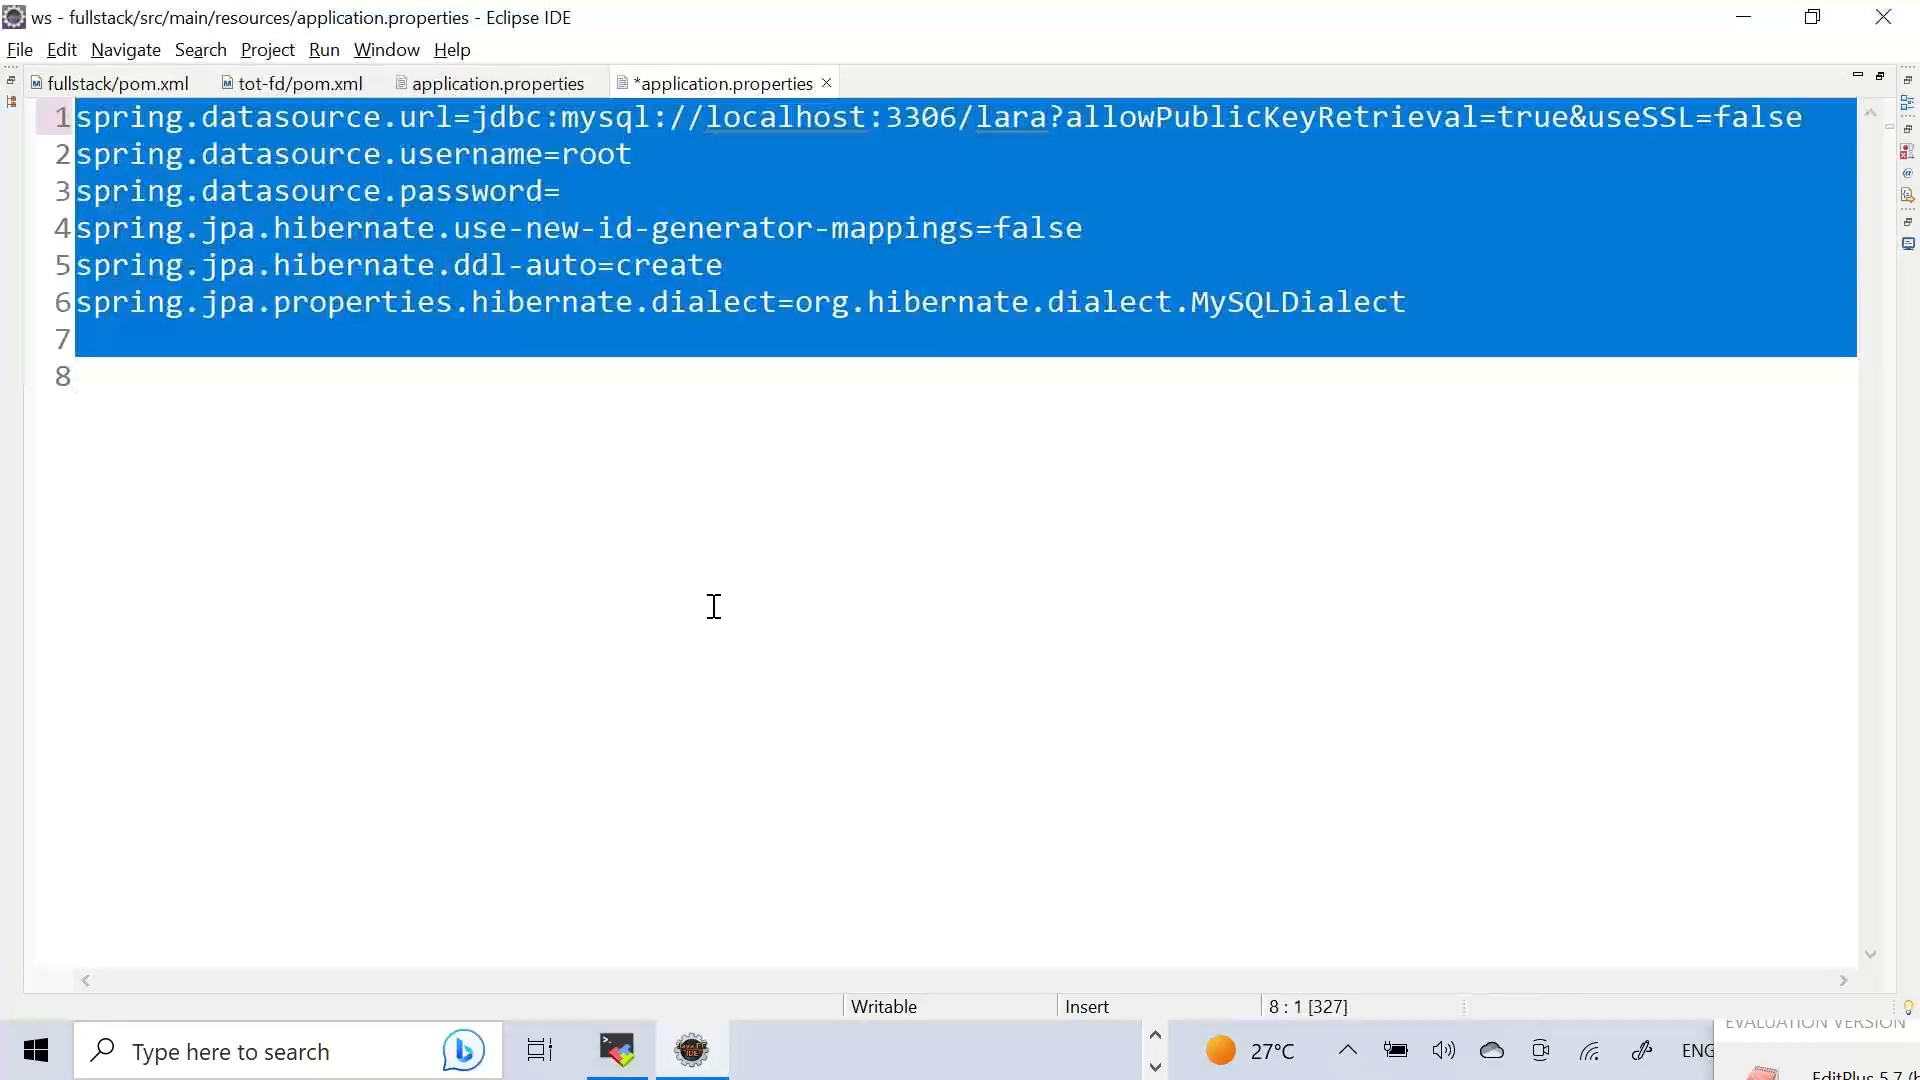 ws - fullstack/src/main/resources/application.properties - Eclipse IDE
File Edit Navigate Search Project Run Window Help
fullstack/pom.xml tot-fd/pom.xml application.properties *application.properties
1 spring.datasource.url=jdbc:mysql://localhost:3306/lara?allowPublicKeyRetrieval=true&useSSL=false
2 spring.datasource.username=root
3 spring.datasource.password=
4 spring.jpa.hibernate.use-new-id-generator-mappings=false
5 spring.jpa.hibernate.ddl-auto=create
6 spring.jpa.properties.hibernate.dialect=org.hibernate.dialect.MySQLDialect
7
8
Writable Insert 8 : 1 [327]
EVALUATION VERSION
Type here to search 27°C ENG
EditPlus 5.7